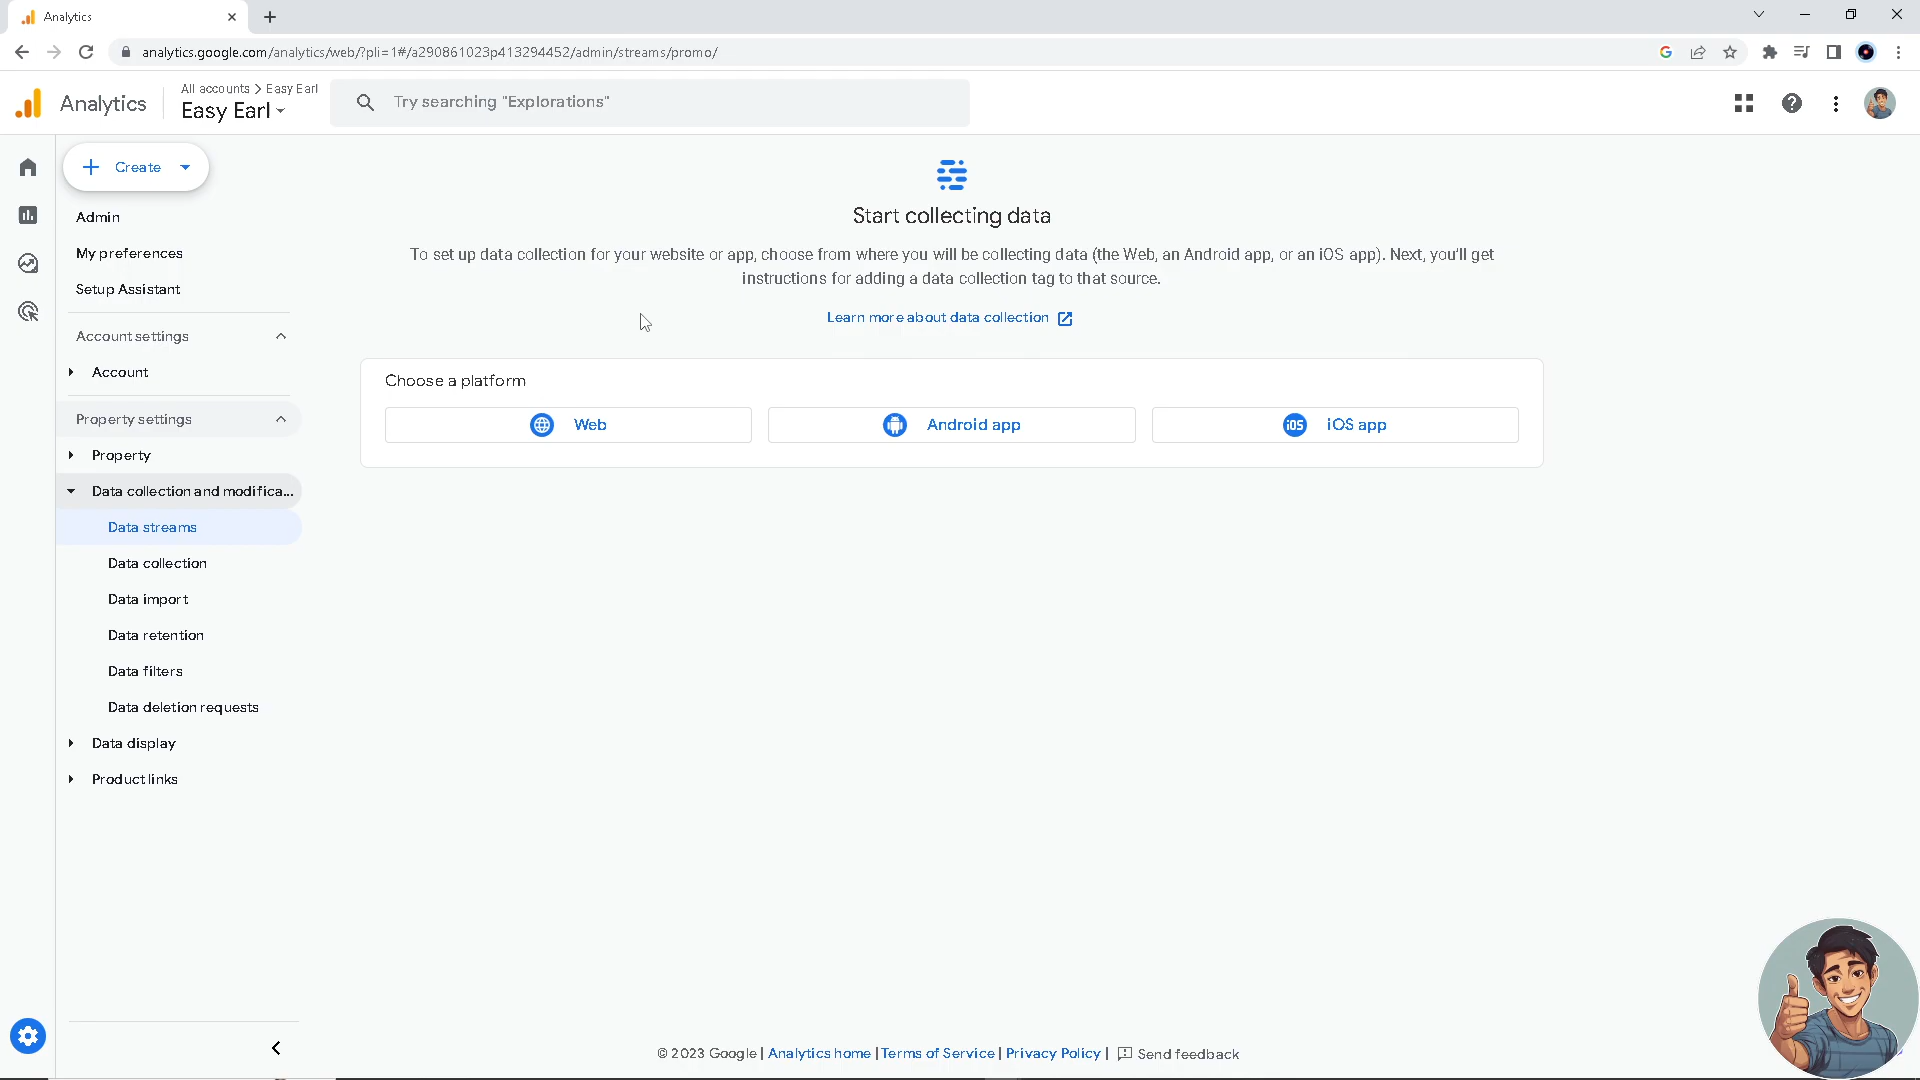 Analytics
analytics.google.com/analytics/web/?pli=1#/a290861023p413294452/admin/streams/promo/
Analytics
All accounts > Easy Earl
Easy Earl
Try searching "Explorations"
Create
Admin
My preferences
Setup Assistant
Account settings
Account
Property settings
Property
Data collection and modifica...
Data streams
Data collection
Data import
Data retention
Data filters
Data deletion requests
Data display
Product links
Start collecting data
To set up data collection for your website or app, choose from where you will be collecting data (the Web, an Android app, or an iOS app). Next, you'll get
instructions for adding a data collection tag to that source.
Learn more about data collection
Choose a platform
Web
Android app
iOS iOS app
© 2023 Google | Analytics home | Terms of Service | Privacy Policy | Send feedback